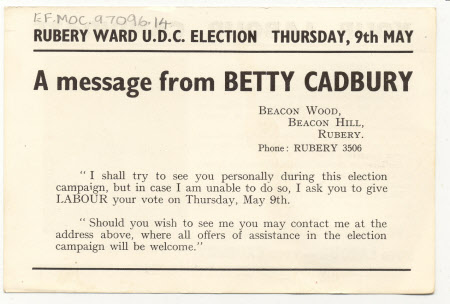 EF.MOC.97096.14
RUBERY WARD U.D.C. ELECTION THURSDAY, 9th MAY
A message from BETTY CADBURY
BEACON WOOD,
BEACON HILL,
RUBERY.
Phone: RUBERY 3506
" I shall try to see you personally during this election
campaign, but in case I am unable to do so, I ask you to give
LABOUR your vote on Thursday, May 9th.
" Should you wish to see me you may contact me at the
address above, where all offers of assistance in the election
campaign will be welcome."